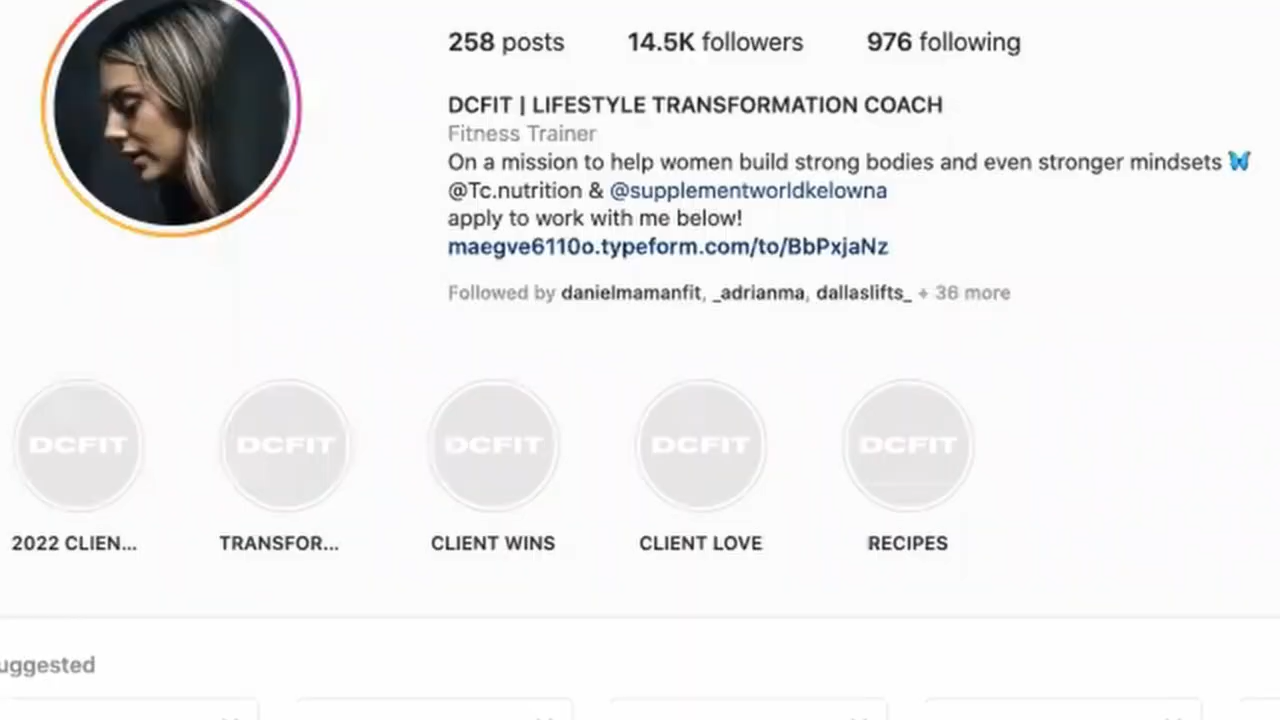 258 posts 14.5K followers 976 following
DCFIT | LIFESTYLE TRANSFORMATION COACH
Fitness Trainer
On a mission to help women build strong bodies and even stronger mindsets 🦋
@Tc.nutrition & @supplementworldkelowna
apply to work with me below!
maegve6110o.typeform.com/to/BbPxjaNz
Followed by danielmamanfit, _adrianma, dallaslifts_ + 36 more
DCFIT DCFIT DCFIT DCFIT DCFIT
2022 CLIEN... TRANSFOR... CLIENT WINS CLIENT LOVE RECIPES
uggested